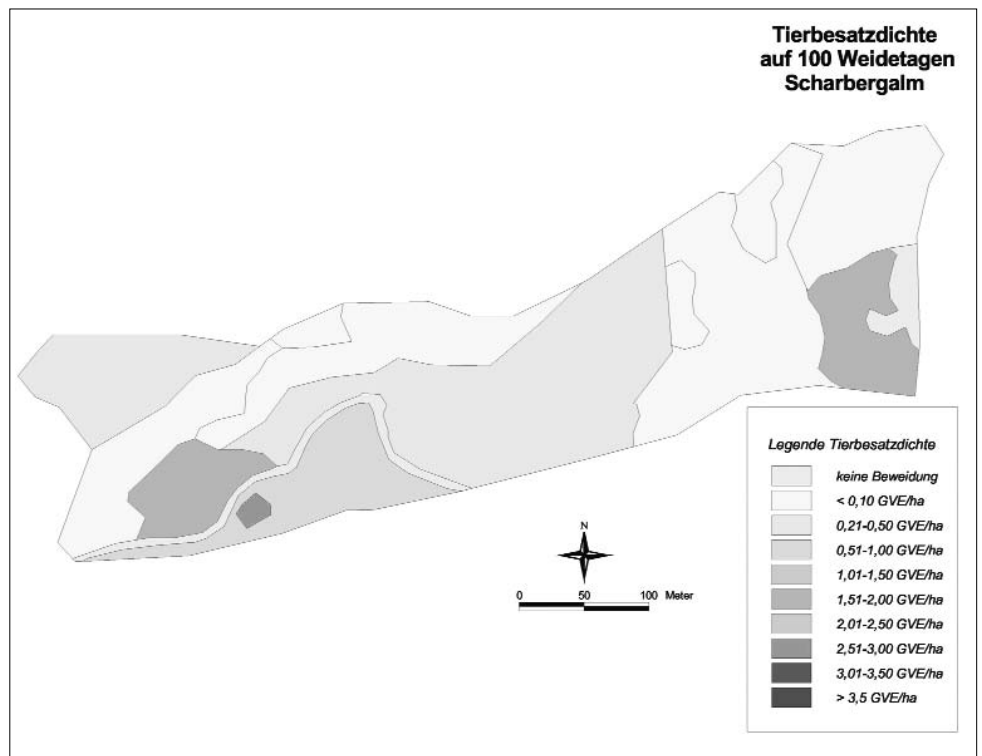 Tierbesatzdichte
auf 100 Weidetagen
Scharbergalm
N
0 50 100 Meter
Legende Tierbesatzdichte
keine Beweidung
< 0,10 GVE/ha
0,21-0,50 GVE/ha
0,51-1,00 GVE/ha
1,01-1,50 GVE/ha
1,51-2,00 GVE/ha
2,01-2,50 GVE/ha
2,51-3,00 GVE/ha
3,01-3,50 GVE/ha
> 3,5 GVE/ha